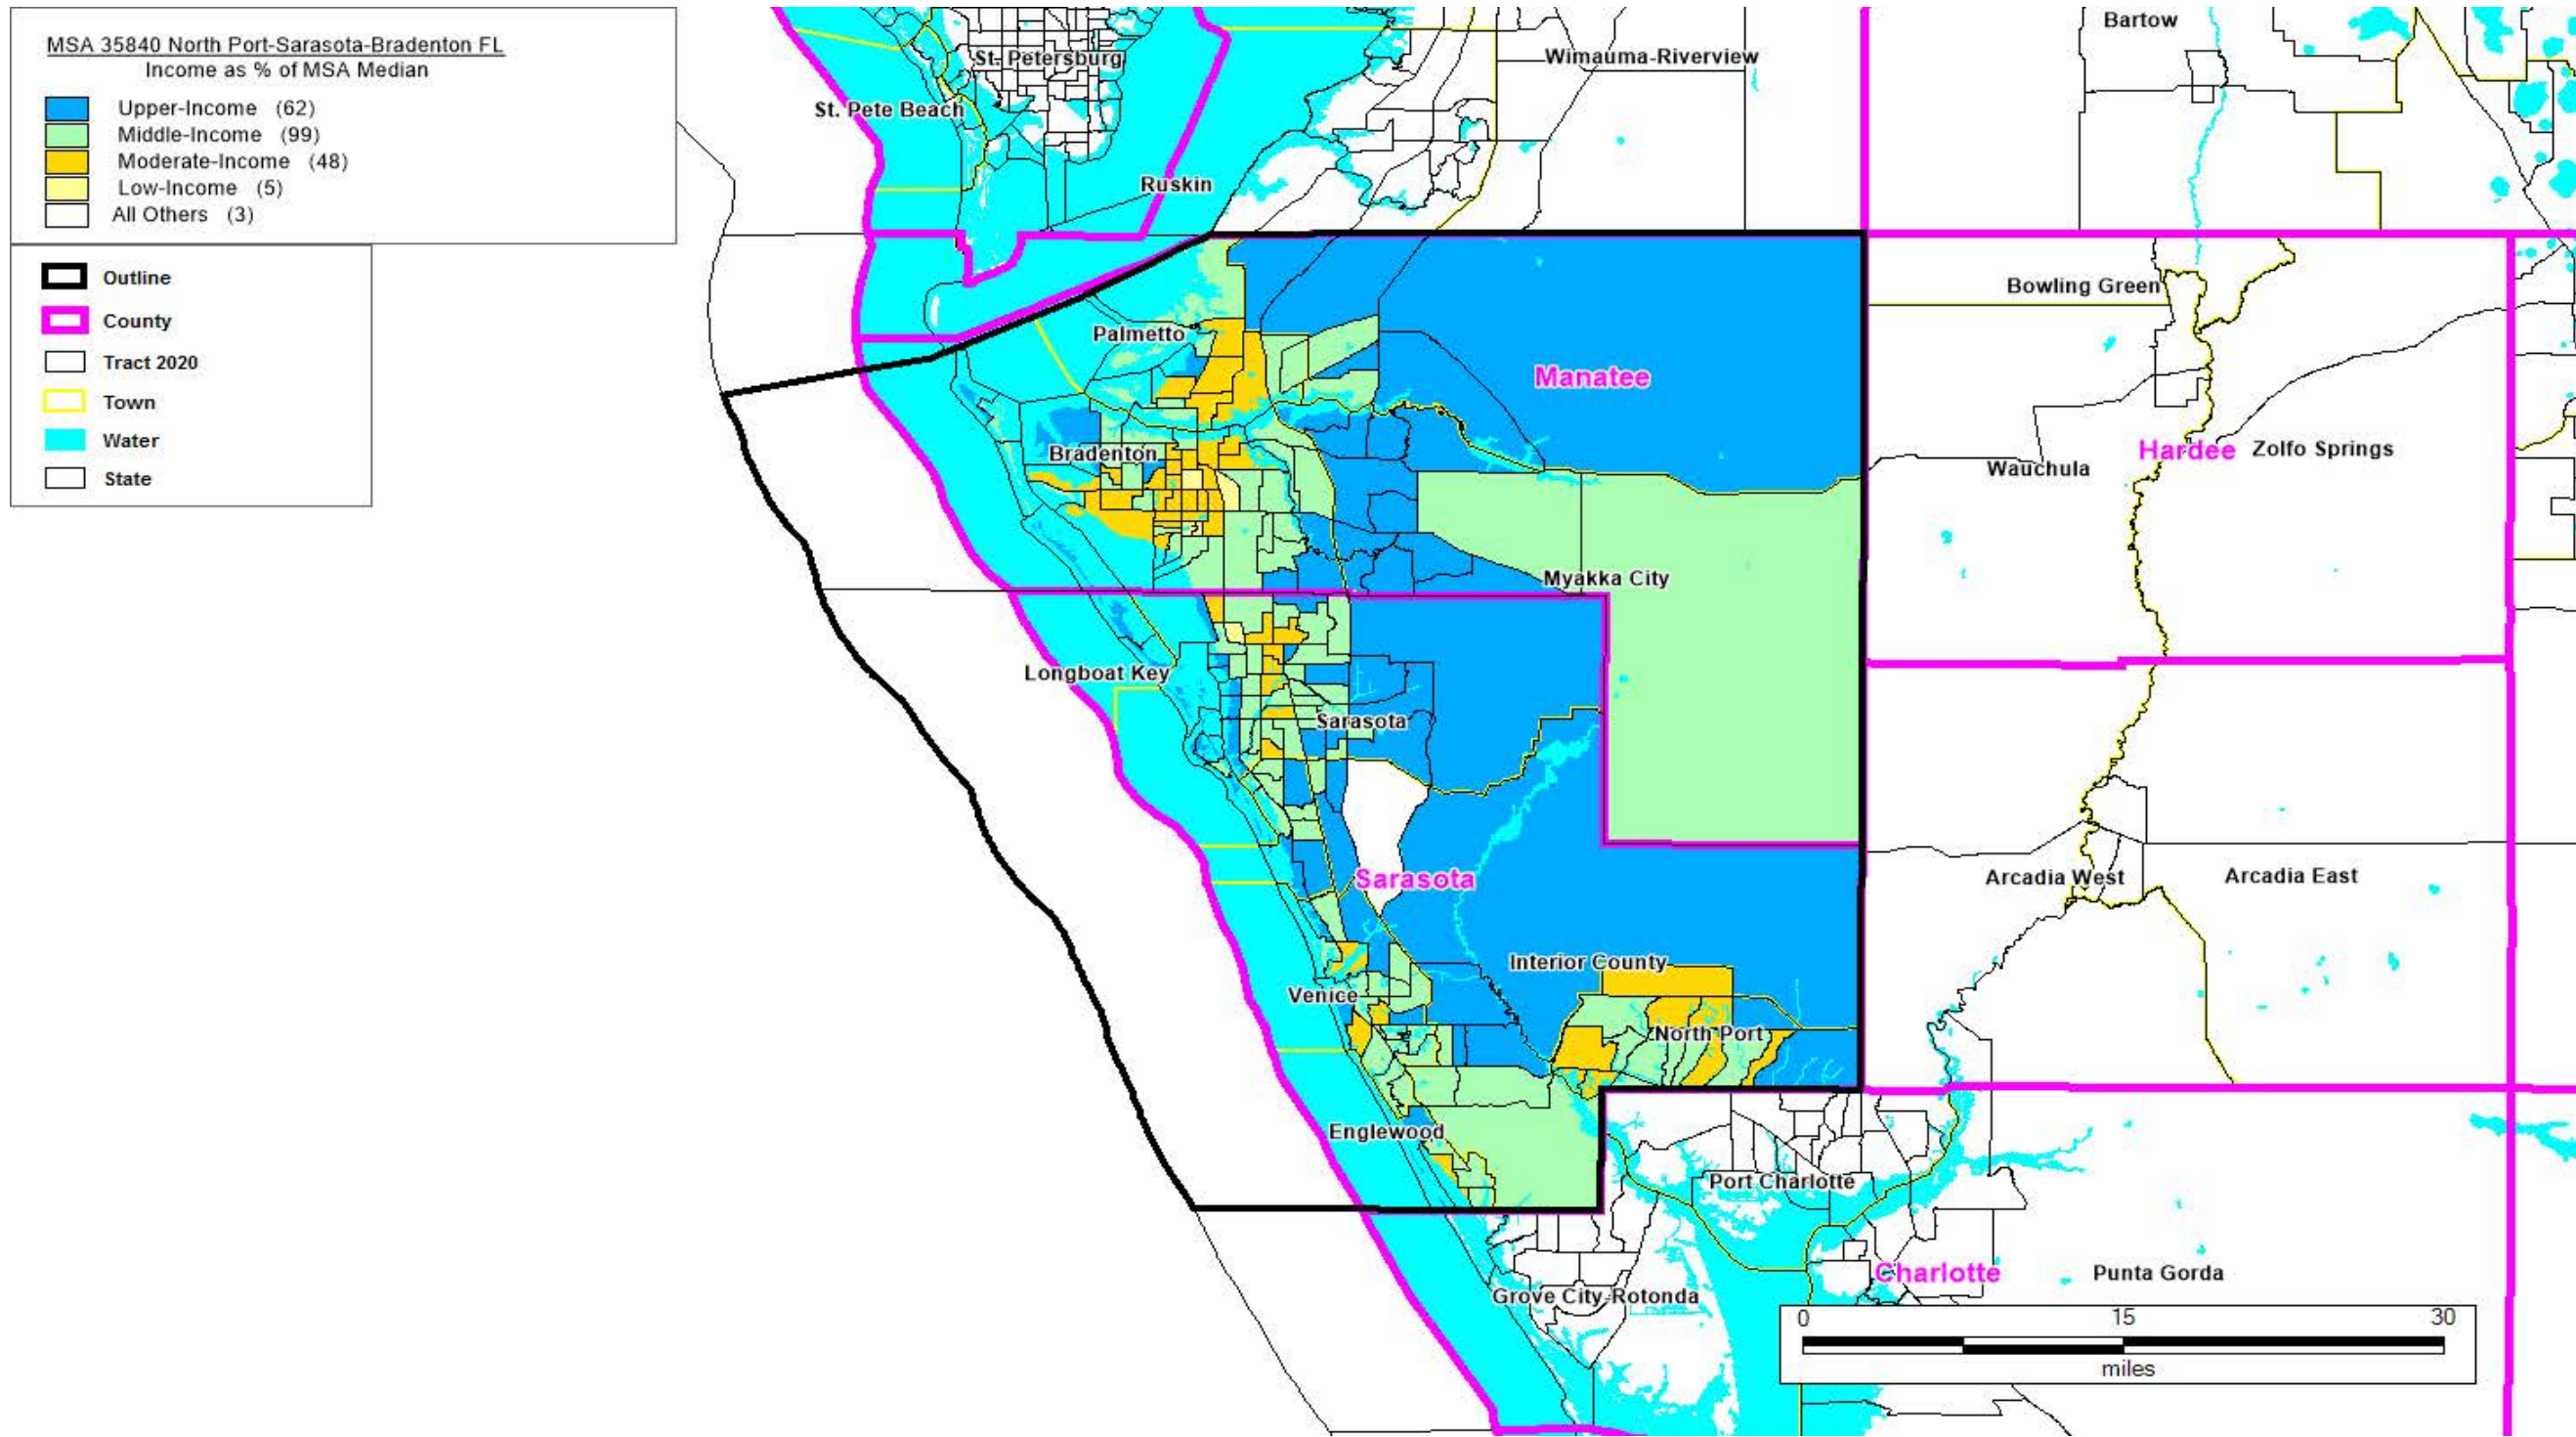 MSA 35840 North Port-Sarasota-Bradenton FL
Income as % of MSA Median
Upper-Income (62)
Middle-Income (99)
Moderate-Income (48)
Low-Income (5)
All Others (3)
Outline
County
Tract 2020
Town
Water
State
Bartow
St. Petersburg
Wimauma-Riverview
St. Pete Beach
Ruskin
Bowling Green
Palmetto
Manatee
Bradenton
Hardee
Zolfo Springs
Wauchula
Myakka City
Longboat Key
Sarasota
Sarasota
Arcadia West
Arcadia East
Interior County
Venice
North Port
Englewood
Port Charlotte
Charlotte
Punta Gorda
Grove City-Rotonda
0 15 30
miles